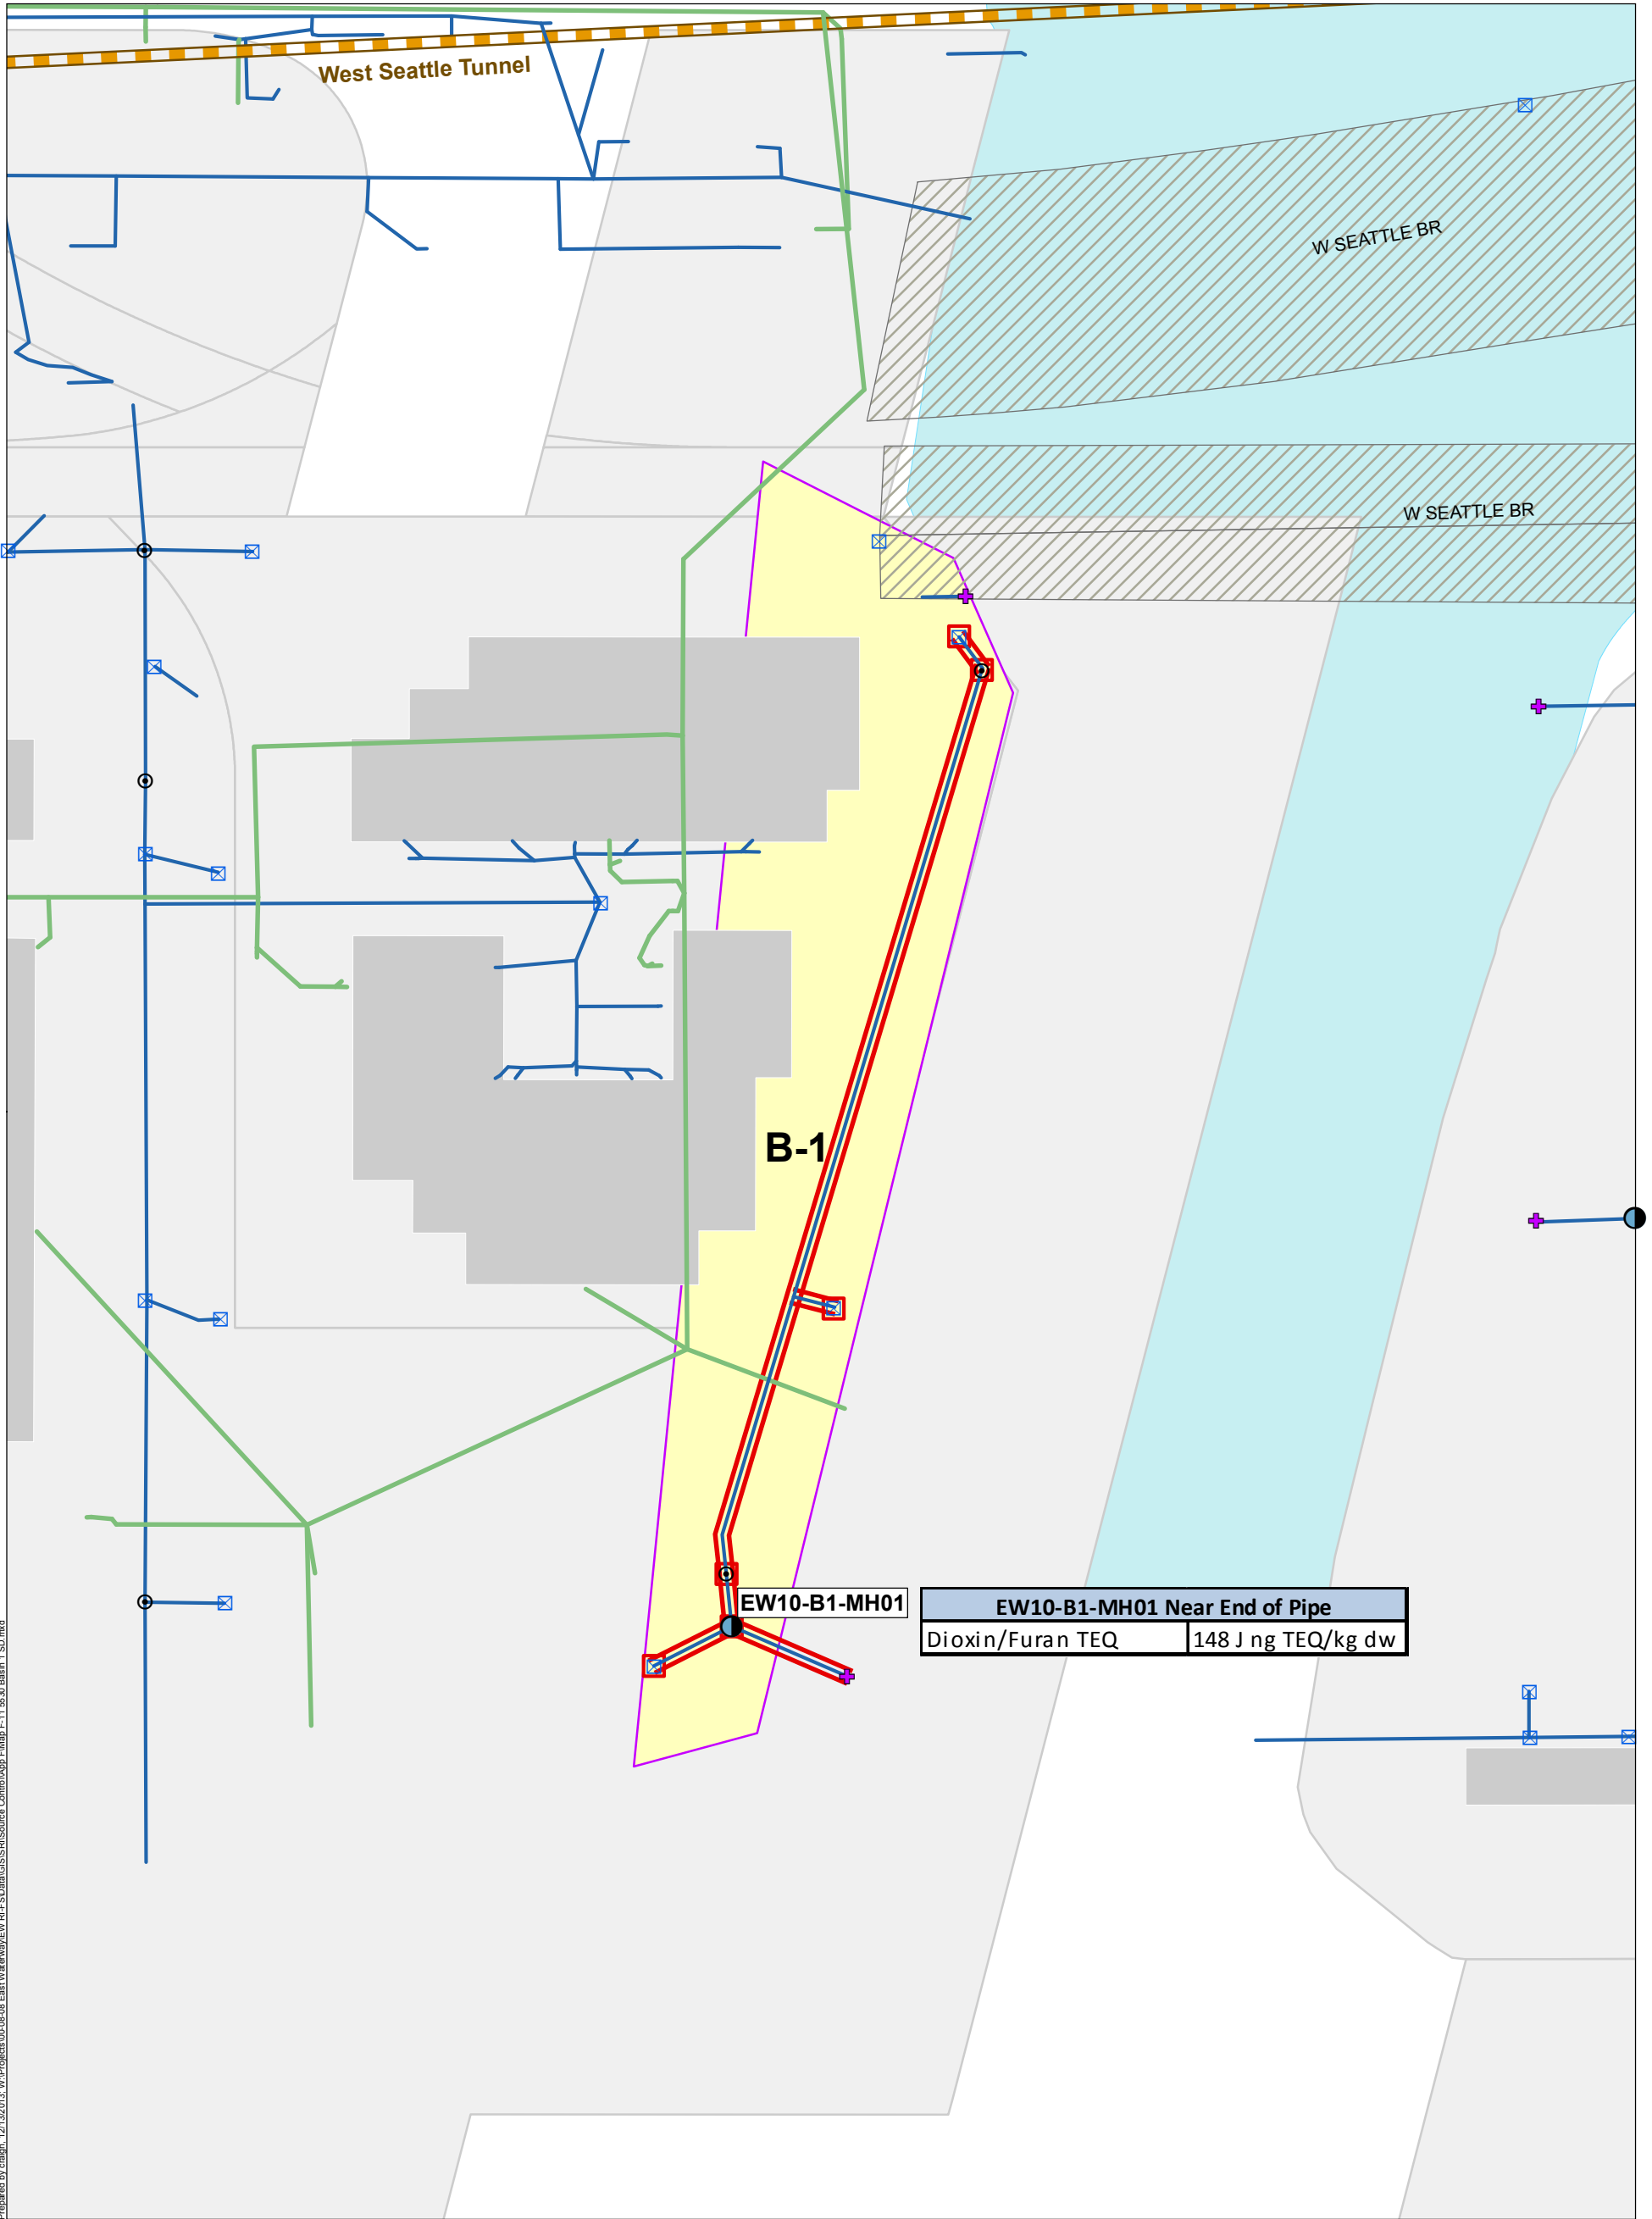 West Seattle Tunnel
W SEATTLE BR
W SEATTLE BR
B-1
EW10-B1-MH01
EW10-B1-MH01 Near End of Pipe
Dioxin/Furan TEQ 148 J ng TEQ/kg dw